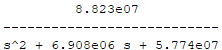 8.823e07
------------------------------
s^2 + 6.908e06 s + 5.774e07